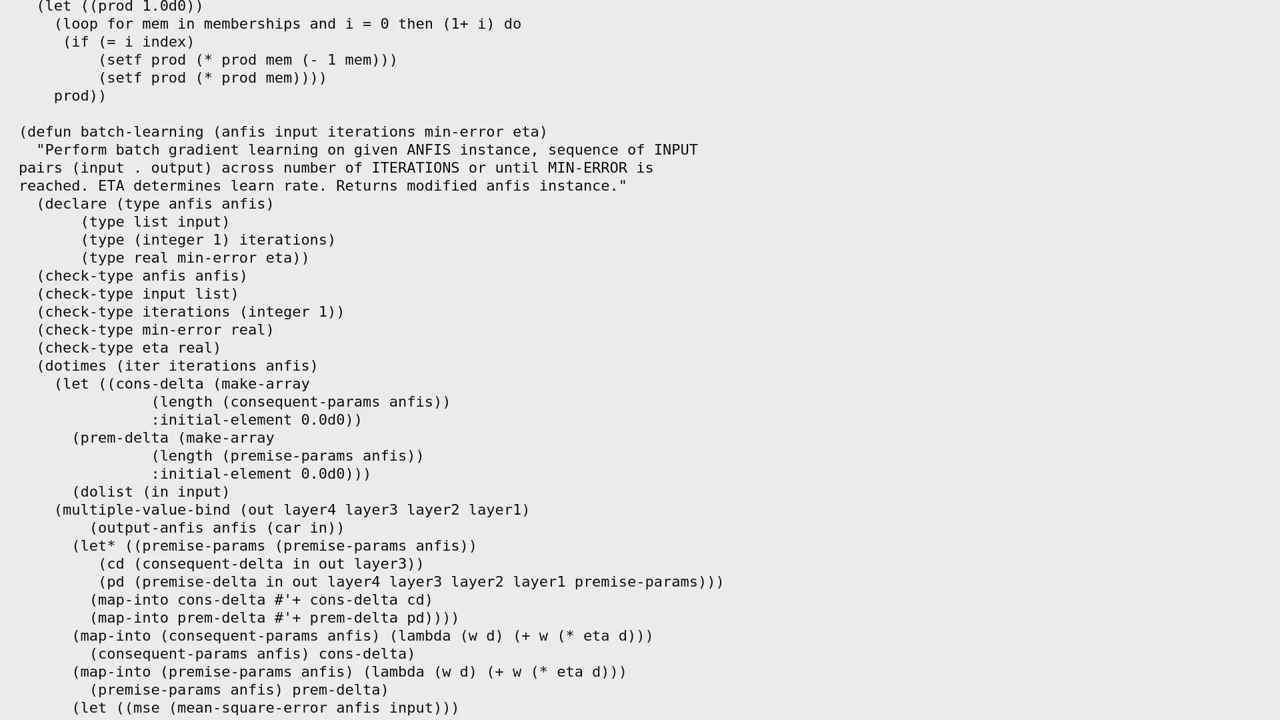 (let ((prod 1.0d0))
(loop for mem in memberships and i = 0 then (1+ i) do
(if (= i index)
(setf prod (* prod mem (- 1 mem)))
(setf prod (* prod mem))))
prod))
(defun batch-learning (anfis input iterations min-error eta)
"Perform batch gradient learning on given ANFIS instance, sequence of INPUT
pairs (input . output) across number of ITERATIONS or until MIN-ERROR is
reached. ETA determines learn rate. Returns modified anfis instance."
(declare (type anfis anfis)
(type list input)
(type (integer 1) iterations)
(type real min-error eta))
(check-type anfis anfis)
(check-type input list)
(check-type iterations (integer 1))
(check-type min-error real)
(check-type eta real)
(dotimes (iter iterations anfis)
(let ((cons-delta (make-array
(length (consequent-params anfis))
:initial-element 0.0d0))
(prem-delta (make-array
(length (premise-params anfis))
:initial-element 0.0d0)))
(dolist (in input)
(multiple-value-bind (out layer4 layer3 layer2 layer1)
(output-anfis anfis (car in))
(let* ((premise-params (premise-params anfis))
(cd (consequent-delta in out layer3))
(pd (premise-delta in out layer4 layer3 layer2 layer1 premise-params)))
(map-into cons-delta #'+ cons-delta cd)
(map-into prem-delta #'+ prem-delta pd))))
(map-into (consequent-params anfis) (lambda (w d) (+ w (* eta d)))
(consequent-params anfis) cons-delta)
(map-into (premise-params anfis) (lambda (w d) (+ w (* eta d)))
(premise-params anfis) prem-delta)
(let ((mse (mean-square-error anfis input)))